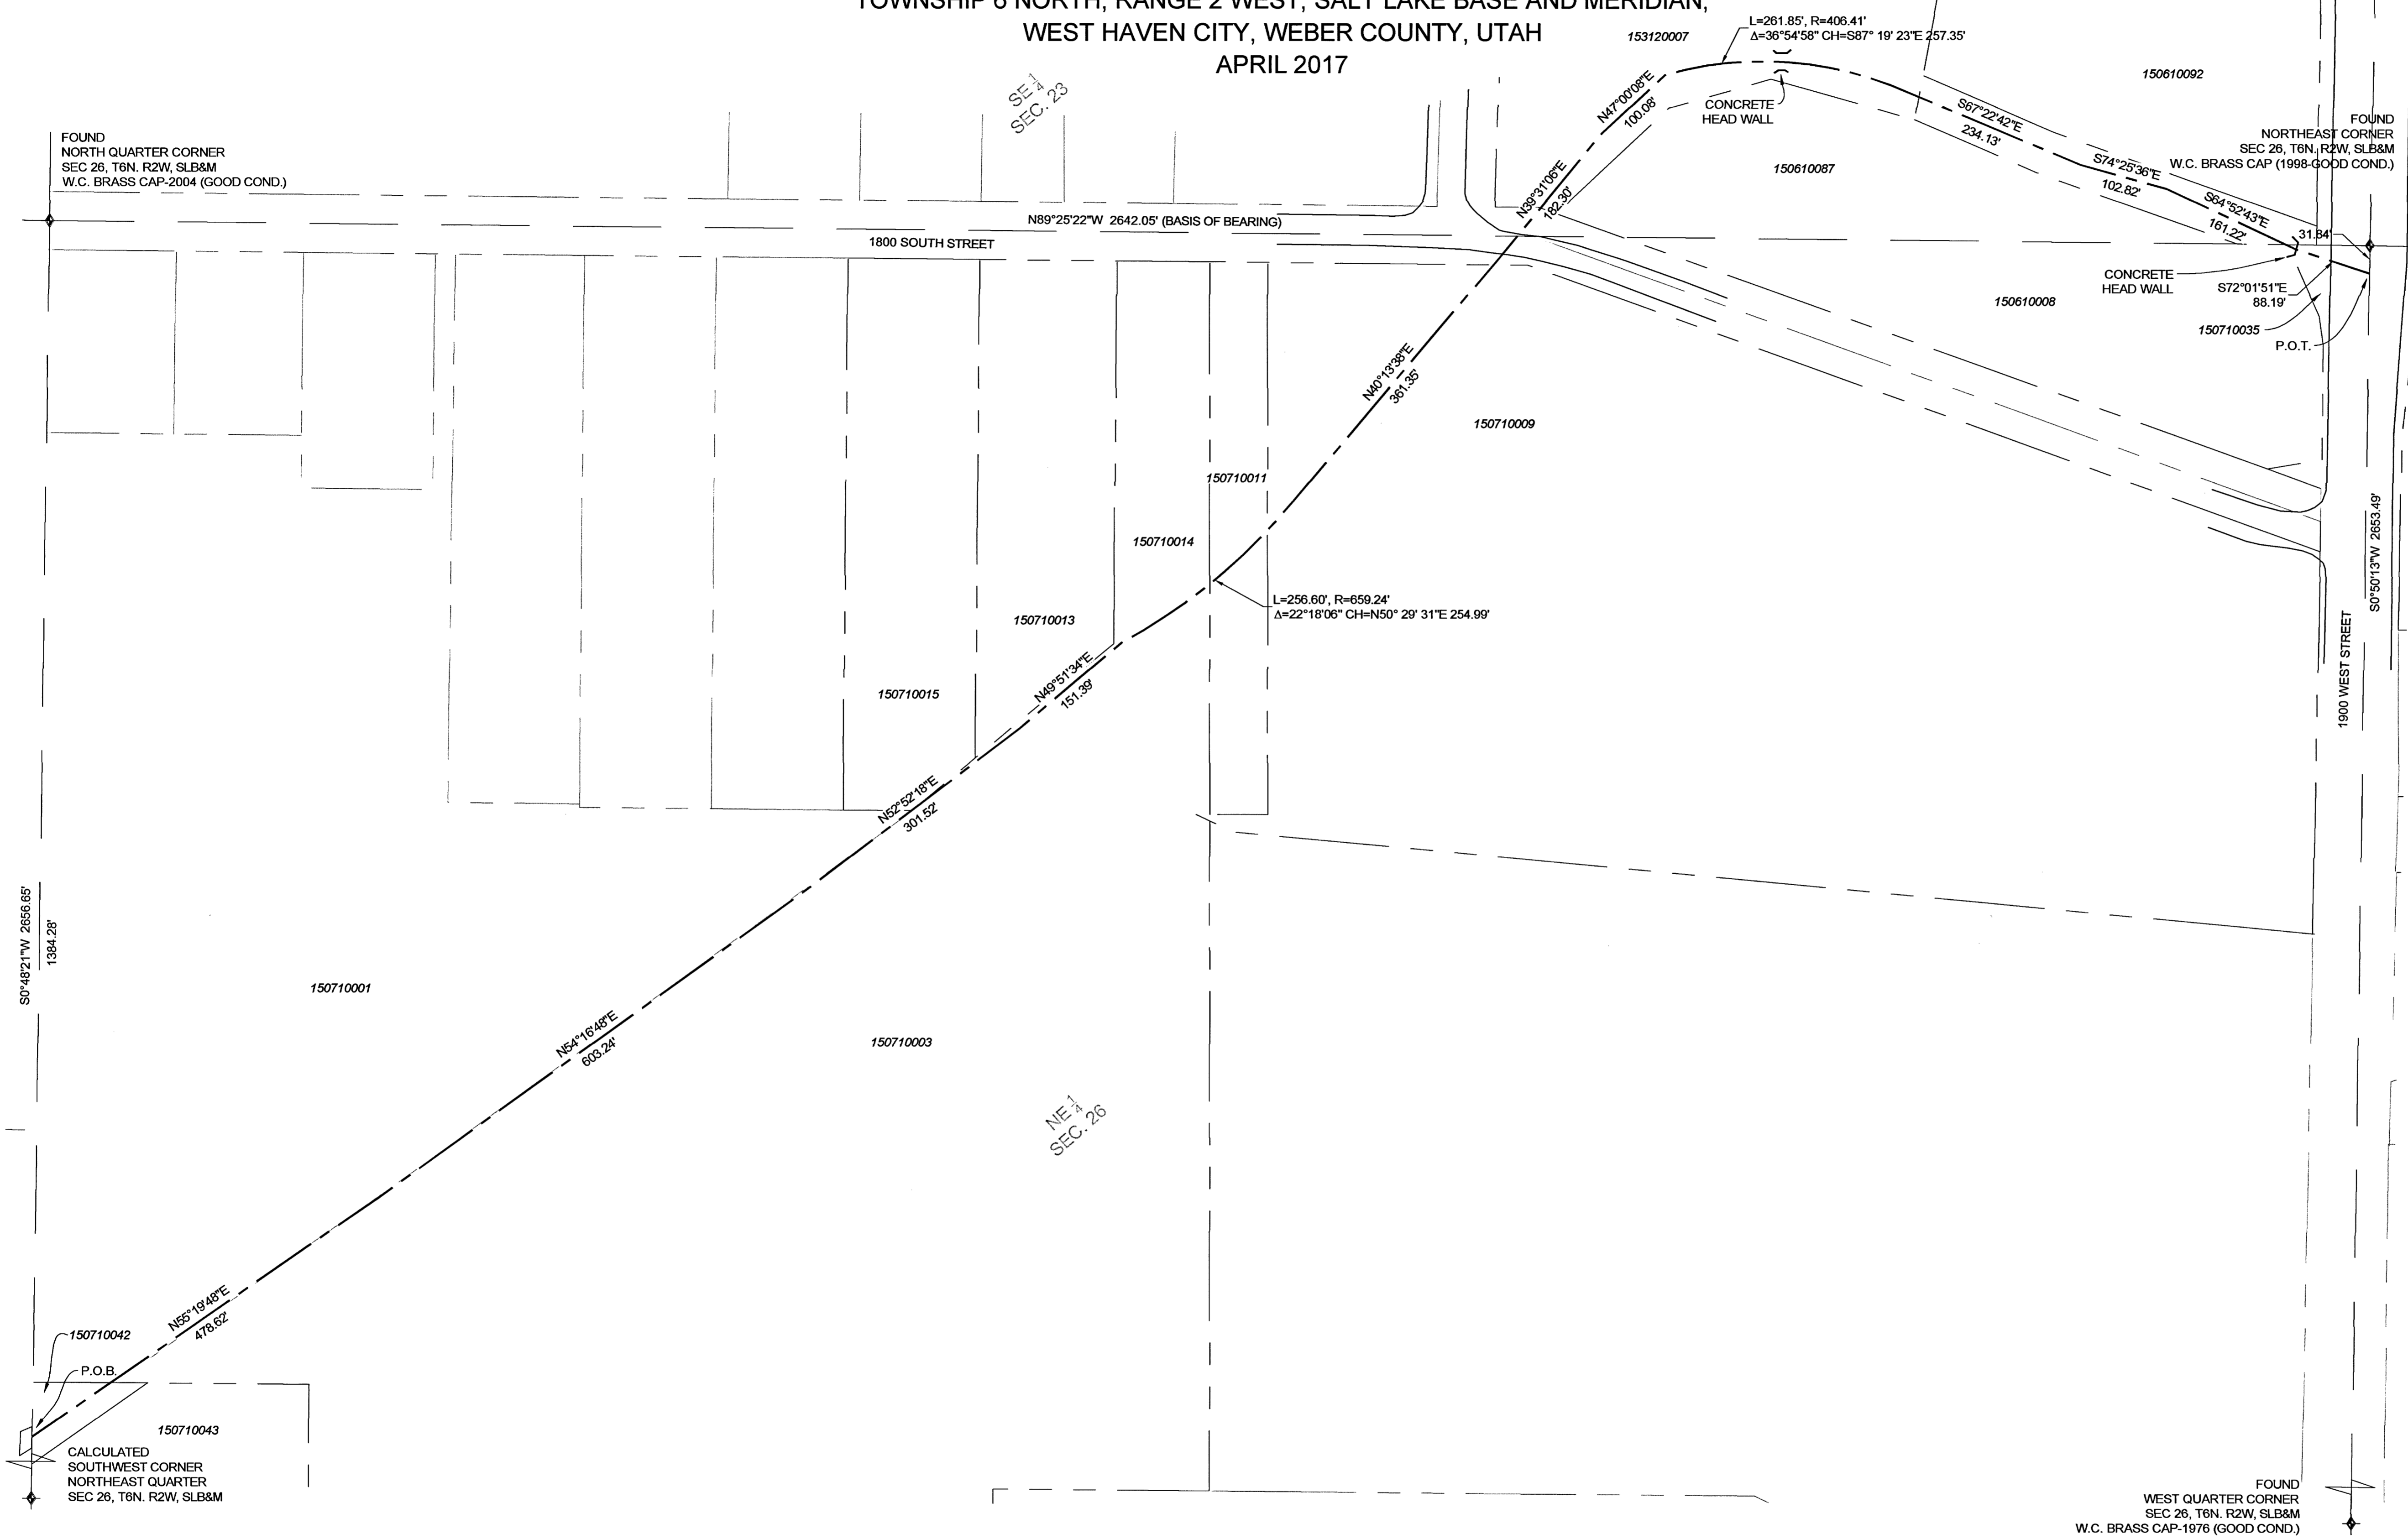 TOWNSHIP 6 NORTH, RANGE 2 WEST, SALT LAKE BASE AND MERIDIAN,
WEST HAVEN CITY, WEBER COUNTY, UTAH
APRIL 2017
SE 1/4
SEC. 23
FOUND
NORTH QUARTER CORNER
SEC 26, T6N. R2W, SLB&M
W.C. BRASS CAP-2004 (GOOD COND.)
153120007
L=261.85', R=406.41'
Δ=36°54'58" CH=S87° 19' 23"E 257.35'
150610092
CONCRETE
HEAD WALL
N47°00'08"E
100.08'
S67°22'42"E
234.13'
FOUND
NORTHEAST CORNER
SEC 26, T6N. R2W, SLB&M
W.C. BRASS CAP (1998-GOOD COND.)
150610087
S74°25'36"E
102.82'
N39°31'06"E
182.30'
S64°52'43"E
161.22'
31.84'
N89°25'22"W 2642.05' (BASIS OF BEARING)
1800 SOUTH STREET
CONCRETE
HEAD WALL
S72°01'51"E
88.19'
150610008
150710035
P.O.T.
N40°13'38"E
361.35'
150710009
150710011
150710014
S0°50'13"W 2653.49'
1900 WEST STREET
L=256.60', R=659.24'
Δ=22°18'06" CH=N50° 29' 31"E 254.99'
150710013
N49°51'34"E
151.39'
150710015
N52°52'18"E
301.52'
S0°48'21"W 2656.65'
1384.28'
150710001
N54°16'48"E
603.24'
150710003
NE 1/4
SEC. 26
N55°19'48"E
478.62'
150710042
P.O.B.
150710043
CALCULATED
SOUTHWEST CORNER
NORTHEAST QUARTER
SEC 26, T6N. R2W, SLB&M
FOUND
WEST QUARTER CORNER
SEC 26, T6N. R2W, SLB&M
W.C. BRASS CAP-1976 (GOOD COND.)